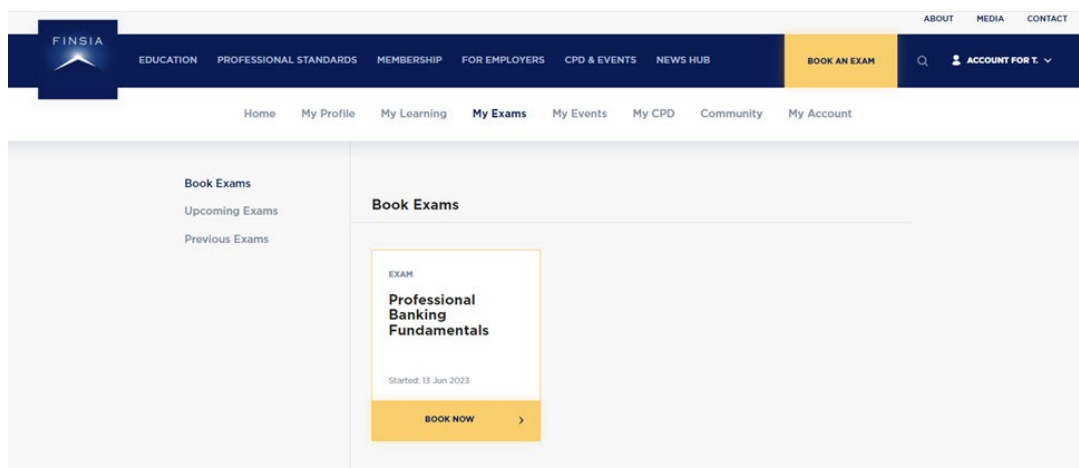 ABOUT MEDIA CONTACT
FINSIA
EDUCATION PROFESSIONAL STANDARDS MEMBERSHIP FOR EMPLOYERS CPD & EVENTS NEWS HUB BOOK AN EXAM ACCOUNT FOR T.
Home My Profile My Learning My Exams My Events My CPD Community My Account
Book Exams
Upcoming Exams
Previous Exams
Book Exams
EXAM
Professional
Banking
Fundamentals
Started: 13 Jun 2023
BOOK NOW